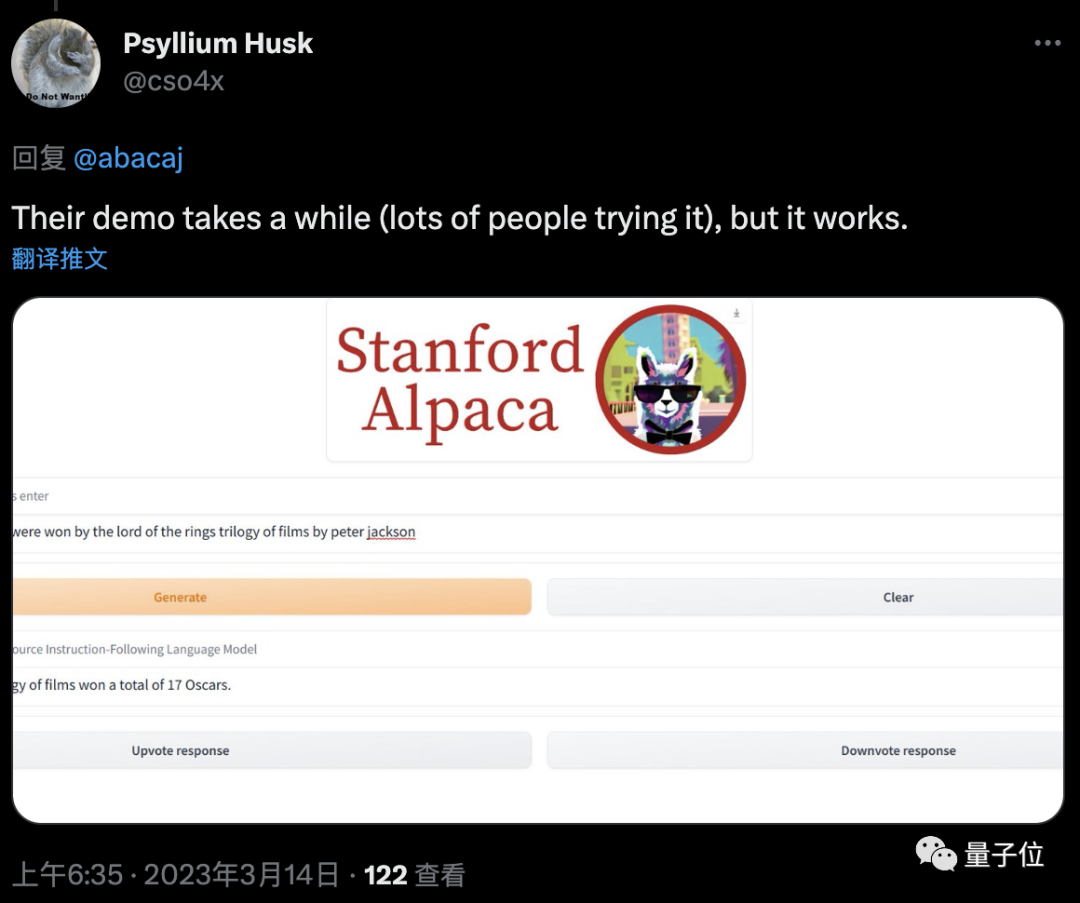 Psyllium Husk
@cso4x
Do Not Want!
回复 @abacaj
Their demo takes a while (lots of people trying it), but it works.
翻译推文
Stanford
Alpaca
s enter
were won by the lord of the rings trilogy of films by peter jackson
Generate
Clear
ource Instruction-Following Language Model
gy of films won a total of 17 Oscars.
Upvote response
Downvote response
量子位
上午6:35 · 2023年3月14日 · 122 查看